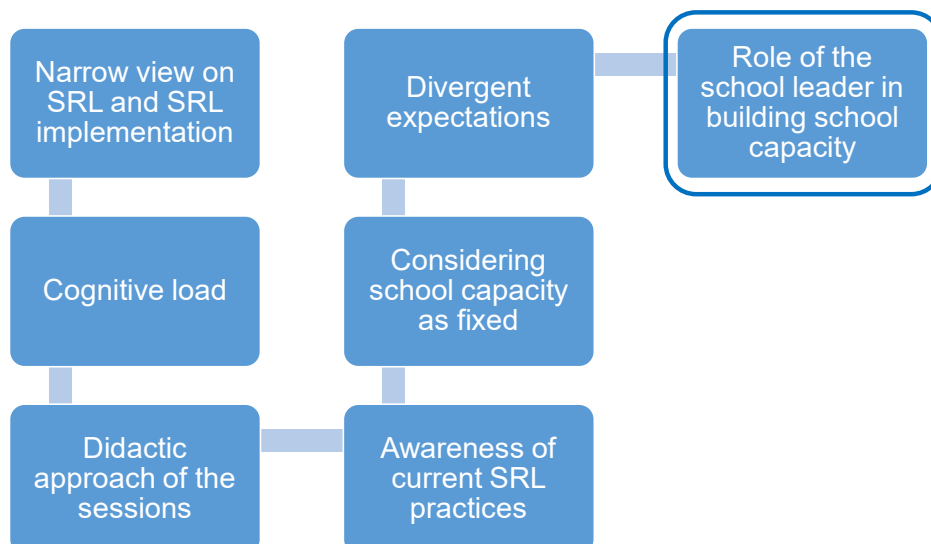 Narrow view on
SRL and SRL
implementation
Cognitive load
Didactic
approach of the
sessions
Awareness of
current SRL
practices
Considering
school capacity
as fixed
Divergent
expectations
Role of the
school leader in
building school
capacity